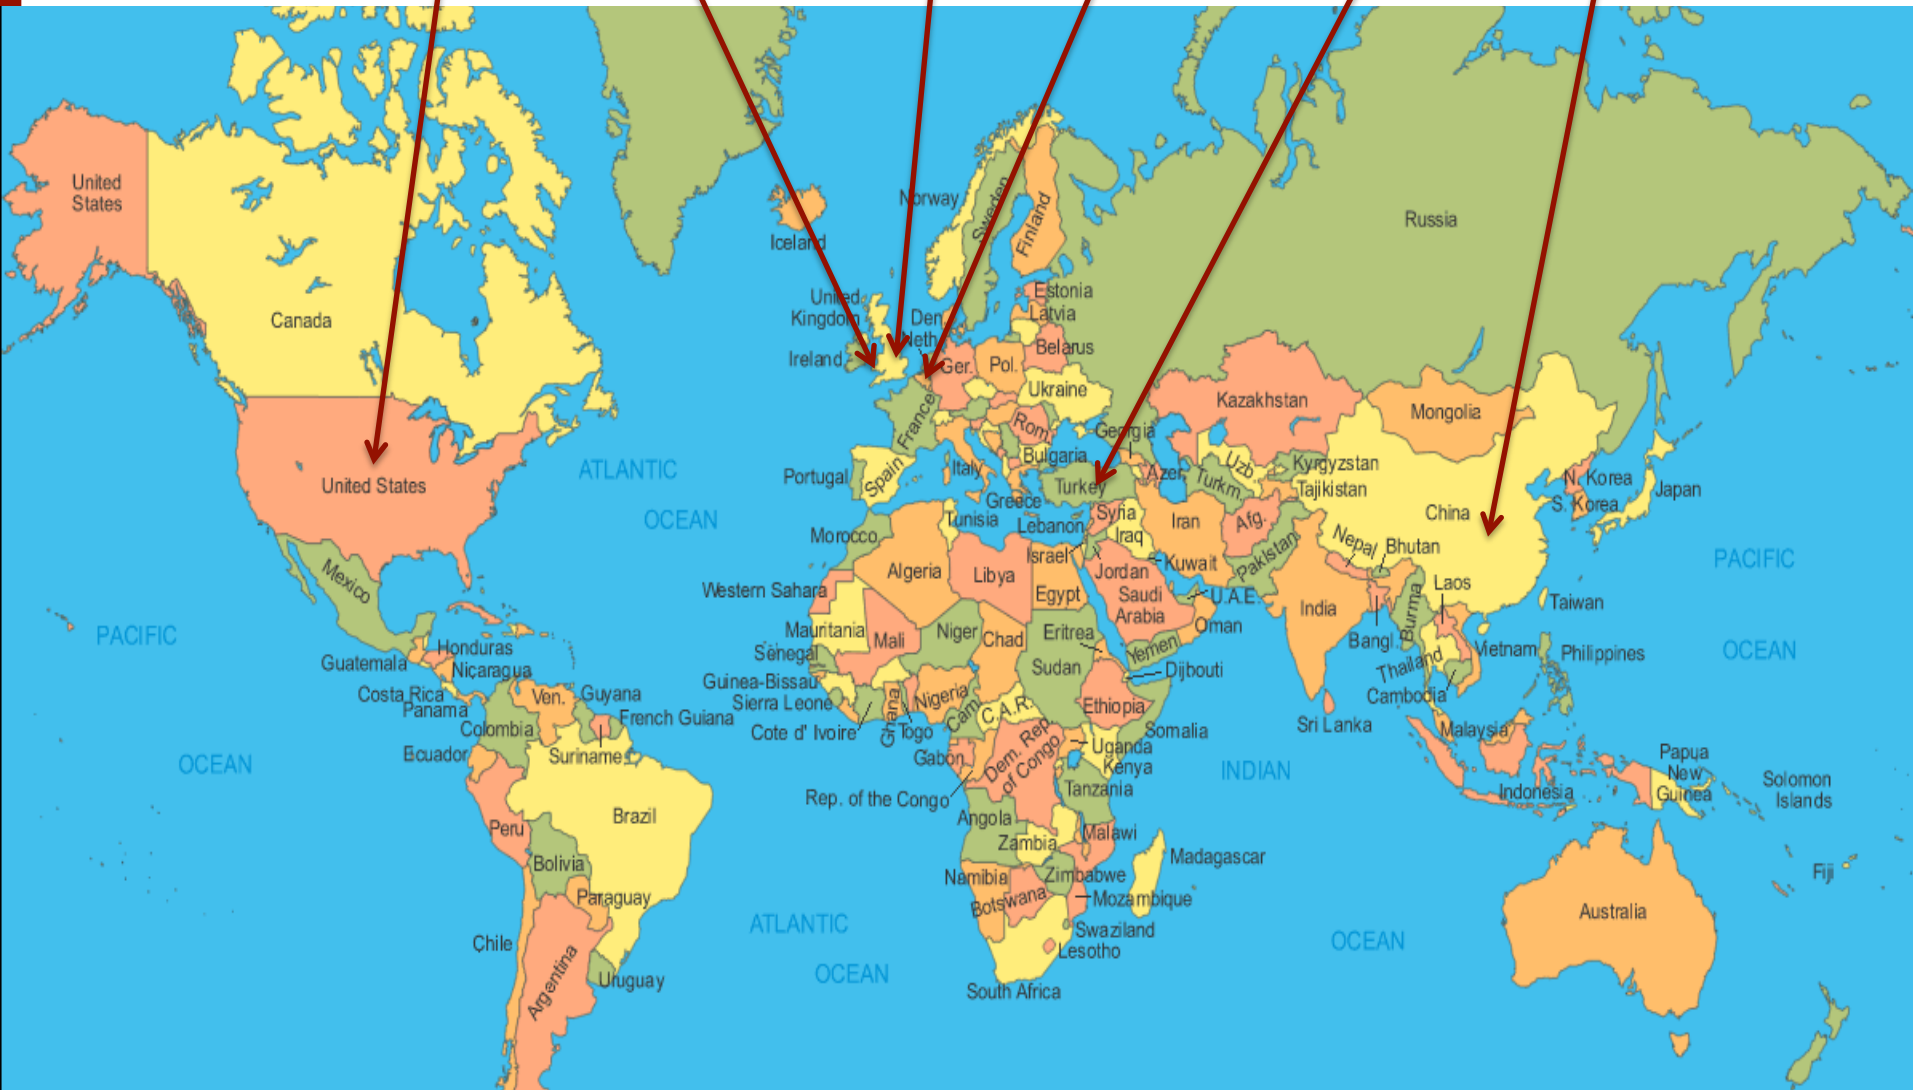 United
States
Canada
United States
Mexico
Guatemala
Honduras
Nicaragua
Costa Rica
Panama
Colombia
Ven.
Guyana
French Guiana
Suriname
Ecuador
Peru
Brazil
Bolivia
Paraguay
Chile
Argentina
Uruguay
PACIFIC
OCEAN
ATLANTIC
OCEAN
ATLANTIC
OCEAN
Iceland
Norway
Sweden
Finland
United
Kingdom
Ireland
Den.
Neth.
Estonia
Latvia
Belarus
Ger.
Pol.
Ukraine
France
Rom.
Bulgaria
Italy
Spain
Portugal
Greece
Turkey
Georgia
Azer.
Russia
Kazakhstan
Uzb.
Turkm.
Kyrgyzstan
Tajikistan
Mongolia
China
N. Korea
S. Korea
Japan
Tunisia
Lebanon
Syria
Israel
Iraq
Iran
Afg.
Pakistan
Nepal
Bhutan
Jordan
Kuwait
Saudi
Arabia
U.A.E.
Oman
Yemen
Morocco
Algeria
Libya
Egypt
Western Sahara
Mauritania
Mali
Niger
Chad
Eritrea
Sudan
Djibouti
Senegal
Guinea-Bissau
Sierra Leone
Cote d' Ivoire
Ghana
Togo
Nigeria
Cam.
C.A.R.
Ethiopia
Somalia
Gabon
Dem. Rep.
of Congo
Uganda
Kenya
Rep. of the Congo
Tanzania
Angola
Zambia
Malawi
Namibia
Botswana
Zimbabwe
Mozambique
Madagascar
Swaziland
Lesotho
South Africa
India
Bangl.
Burma
Laos
Thailand
Vietnam
Cambodia
Sri Lanka
Taiwan
Philippines
Malaysia
Indonesia
Papua
New
Guinea
Solomon
Islands
Fiji
Australia
INDIAN
OCEAN
PACIFIC
OCEAN